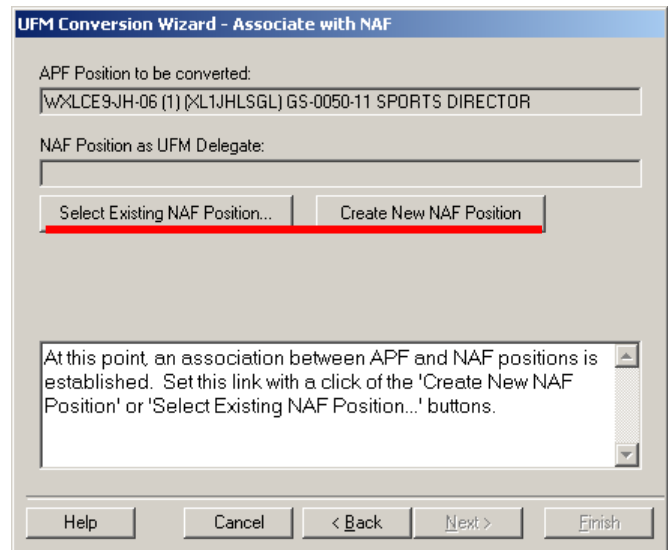 UFM Conversion Wizard - Associate with NAF
APF Position to be converted:
WXLCE9-JH-06 (1) (XL1JHLSGL) GS-0050-11 SPORTS DIRECTOR
NAF Position as UFM Delegate:
Select Existing NAF Position... Create New NAF Position
At this point, an association between APF and NAF positions is
established.  Set this link with a click of the 'Create New NAF
Position' or 'Select Existing NAF Position...' buttons.
Help Cancel < Back Next > Finish